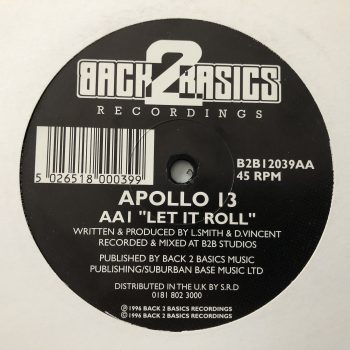 BACK 2 BASICS
RECORDINGS
5 026518 000399
B2B12039AA
45 RPM
APOLLO 13
AA1 "LET IT ROLL"
WRITTEN & PRODUCED BY L.SMITH & D.VINCENT
RECORDED & MIXED AT B2B STUDIOS
PUBLISHED BY BACK 2 BASICS MUSIC
PUBLISHING/SUBURBAN BASE MUSIC LTD
DISTRIBUTED IN THE U.K BY S.R.D
0181 802 3000
℗ 1996 BACK 2 BASICS RECORDINGS
© 1996 BACK 2 BASICS RECORDINGS